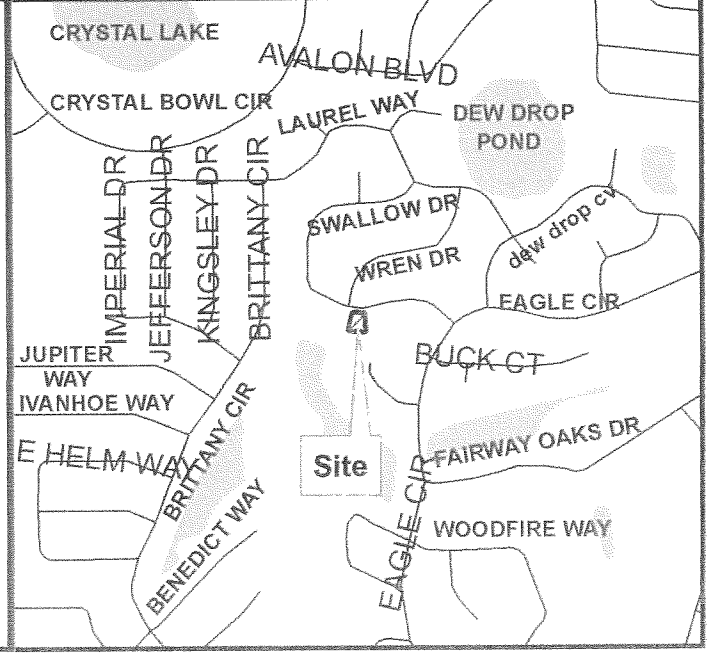 CRYSTAL LAKE
AVALON BLVD
CRYSTAL BOWL CIR
LAUREL WAY
DEW DROP
POND
IMPERIAL DR
JEFFERSON DR
KINGSLEY DR
BRITTANY CIR
SWALLOW DR
dew drop cv
WREN DR
EAGLE CIR
JUPITER
WAY
BUCK CT
IVANHOE WAY
BRITTANY CIR
E HELM WAY
FAIRWAY OAKS DR
Site
BENEDICT WAY
EAGLE CIR
WOODFIRE WAY